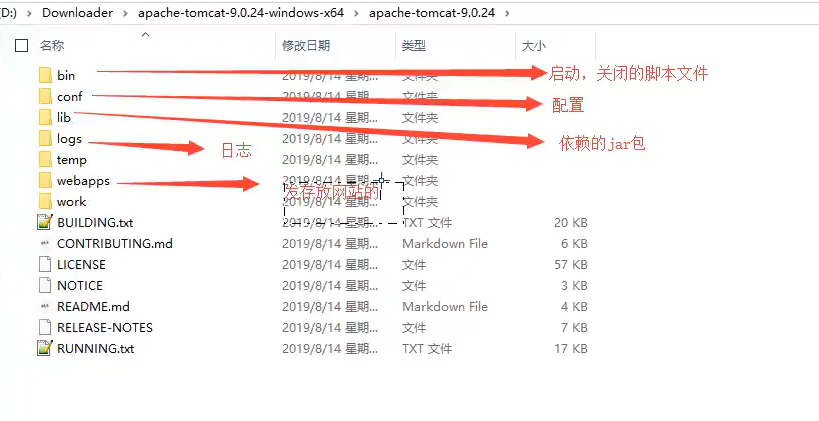 (D:) › Downloader › apache-tomcat-9.0.24-windows-x64 › apache-tomcat-9.0.24 ›
名称 修改日期 类型 大小
bin 2019/8/14 星期... 文件夹 启动，关闭的脚本文件
conf 2019/8/14 星期... 文件夹 配置
lib 2019/8/14 星期... 文件夹
logs 2019/8/14 星期... 文件夹 依赖的jar包
日志
temp 2019/8/14 星期... 文件夹
webapps 2019/8/14 星期... 文件夹
发存放网站的
work 2019/8/14 星期... 文件夹
BUILDING.txt 2019/8/14 星期... TXT 文件 20 KB
CONTRIBUTING.md 2019/8/14 星期... Markdown File 6 KB
LICENSE 2019/8/14 星期... 文件 57 KB
NOTICE 2019/8/14 星期... 文件 3 KB
README.md 2019/8/14 星期... Markdown File 4 KB
RELEASE-NOTES 2019/8/14 星期... 文件 7 KB
RUNNING.txt 2019/8/14 星期... TXT 文件 17 KB